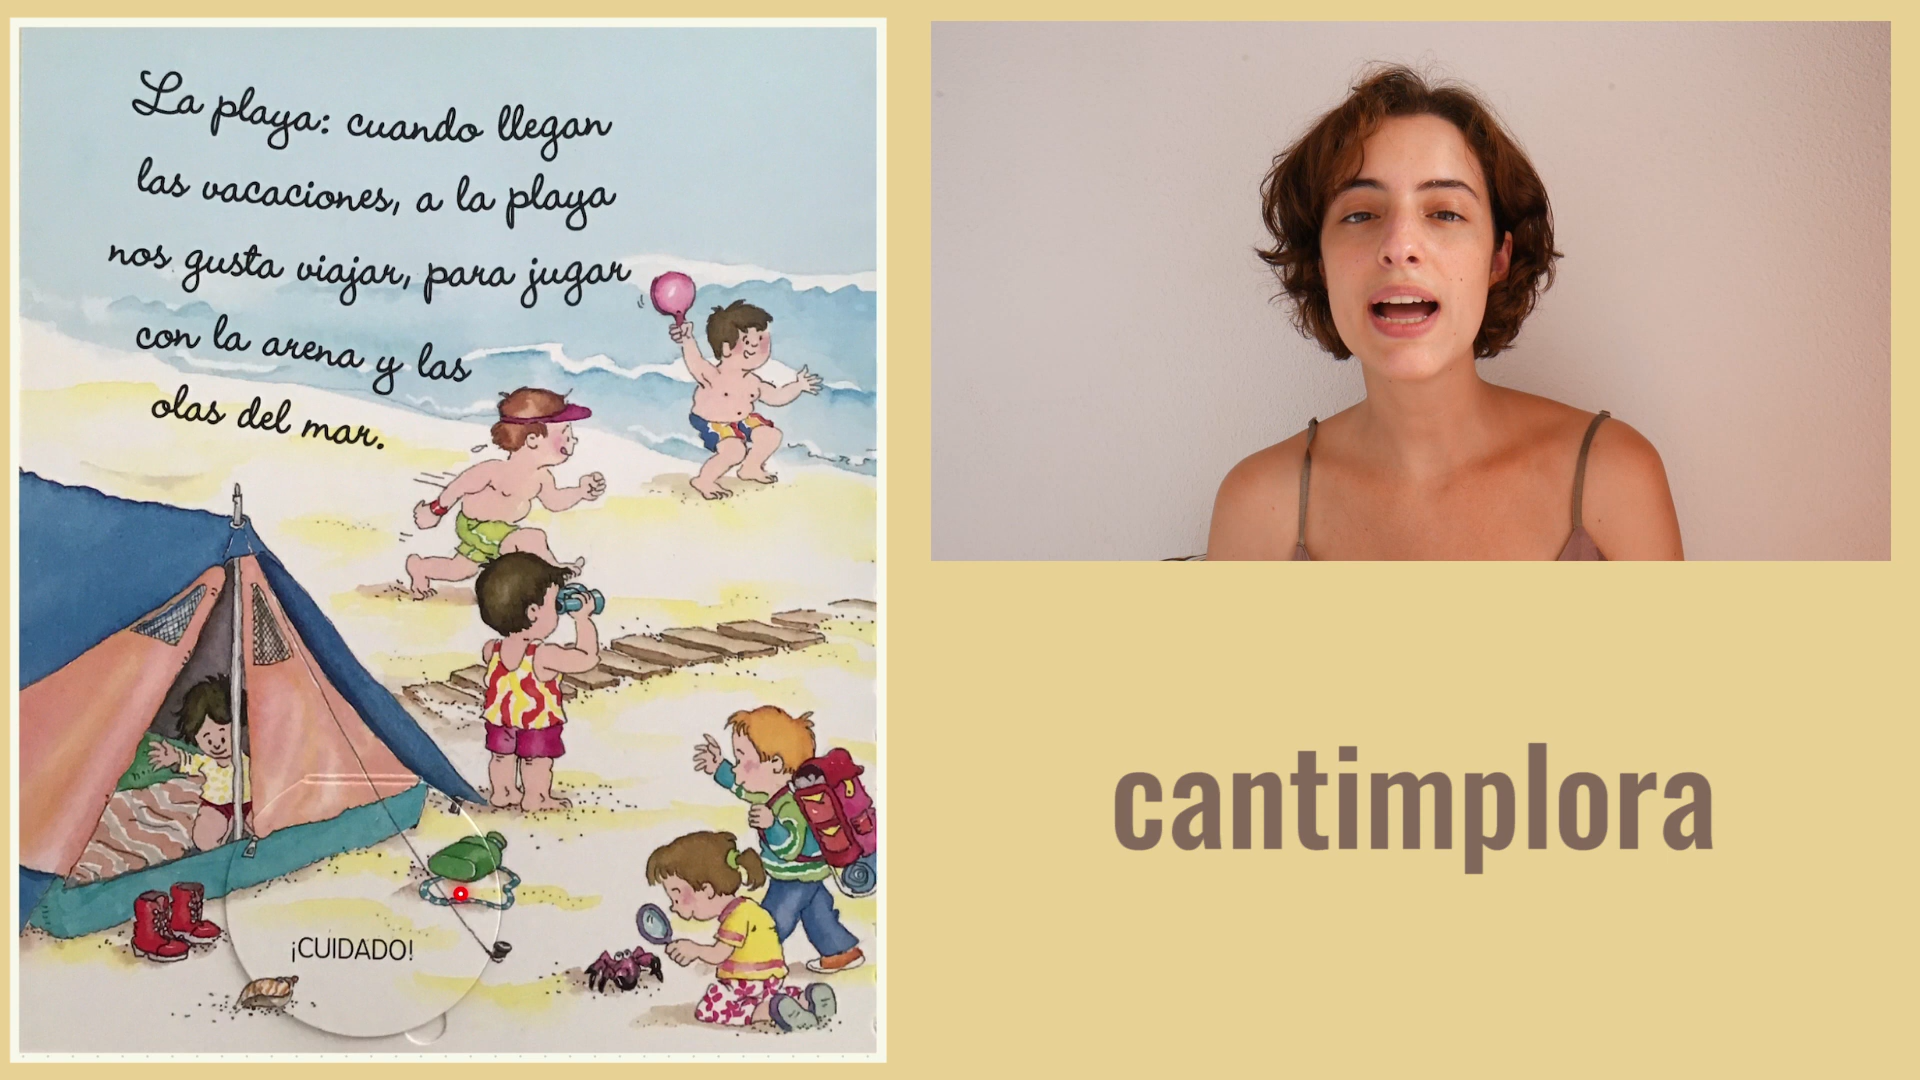 La playa: cuando llegan
las vacaciones, a la playa
nos gusta viajar, para jugar
con la arena y las
olas del mar.
¡CUIDADO!
cantimplora